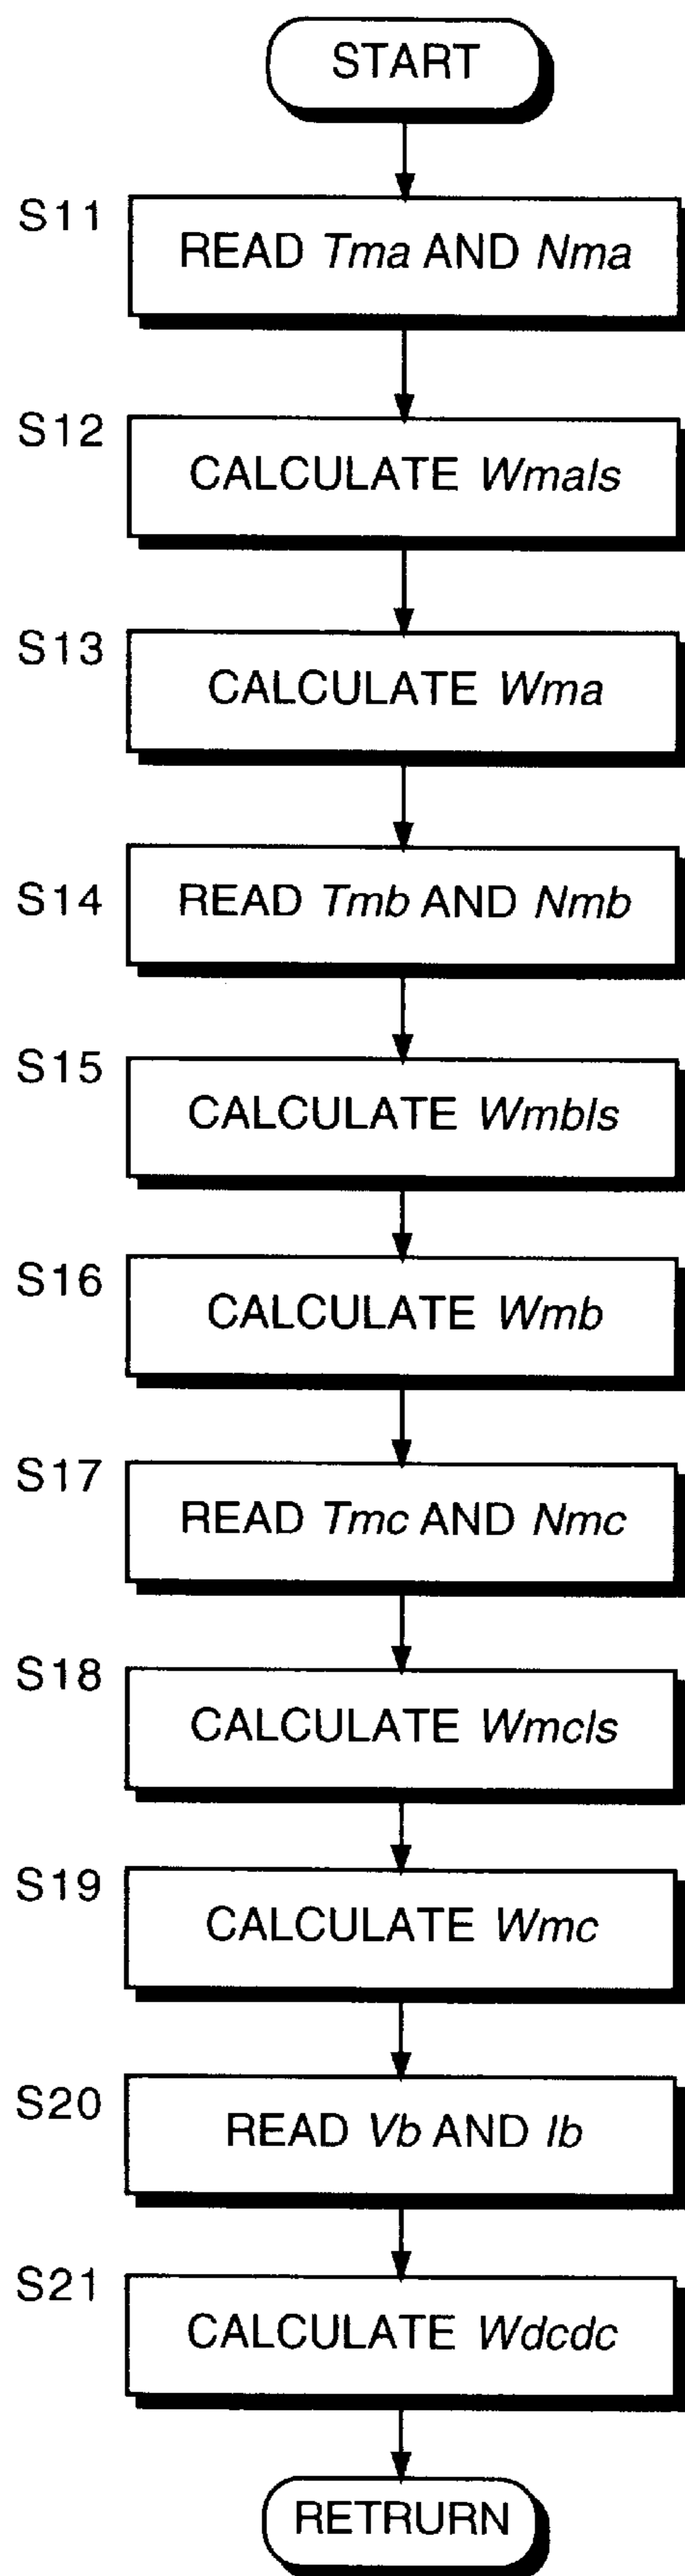 START
S11
READ Tma AND Nma
S12
CALCULATE Wmals
S13
CALCULATE Wma
S14
READ Tmb AND Nmb
S15
CALCULATE Wmbls
S16
CALCULATE Wmb
S17
READ Tmc AND Nmc
S18
CALCULATE Wmcls
S19
CALCULATE Wmc
S20
READ Vb AND Ib
S21
CALCULATE Wdcdc
RETRURN